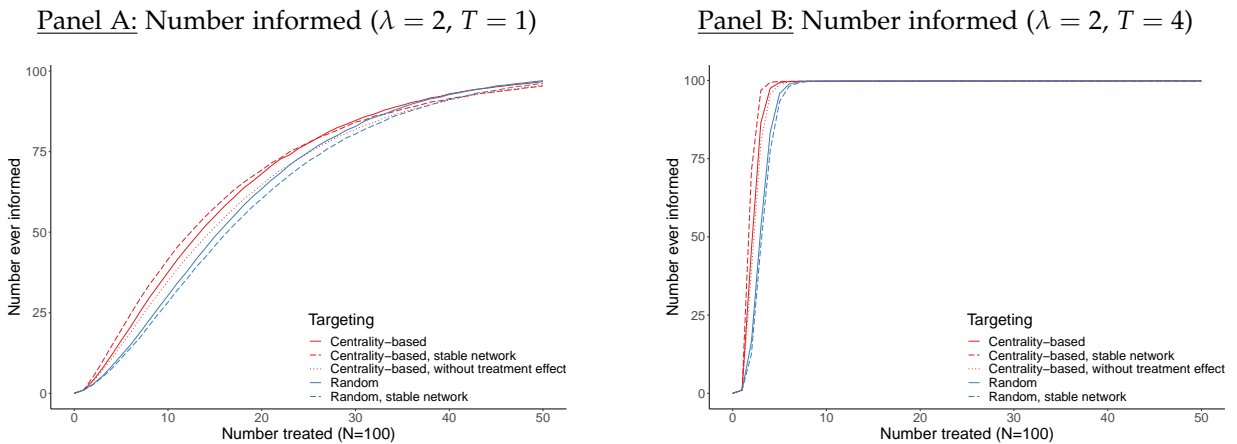 Panel A: Number informed (λ = 2, T = 1)
Number ever informed
100
75
50
25
0
Targeting
Centrality−based
Centrality−based, stable network
Centrality−based, without treatment effect
Random
Random, stable network
0 10 20 30 40 50
Number treated (N=100)
Panel B: Number informed (λ = 2, T = 4)
Number ever informed
100
75
50
25
0
Targeting
Centrality−based
Centrality−based, stable network
Centrality−based, without treatment effect
Random
Random, stable network
0 10 20 30 40 50
Number treated (N=100)